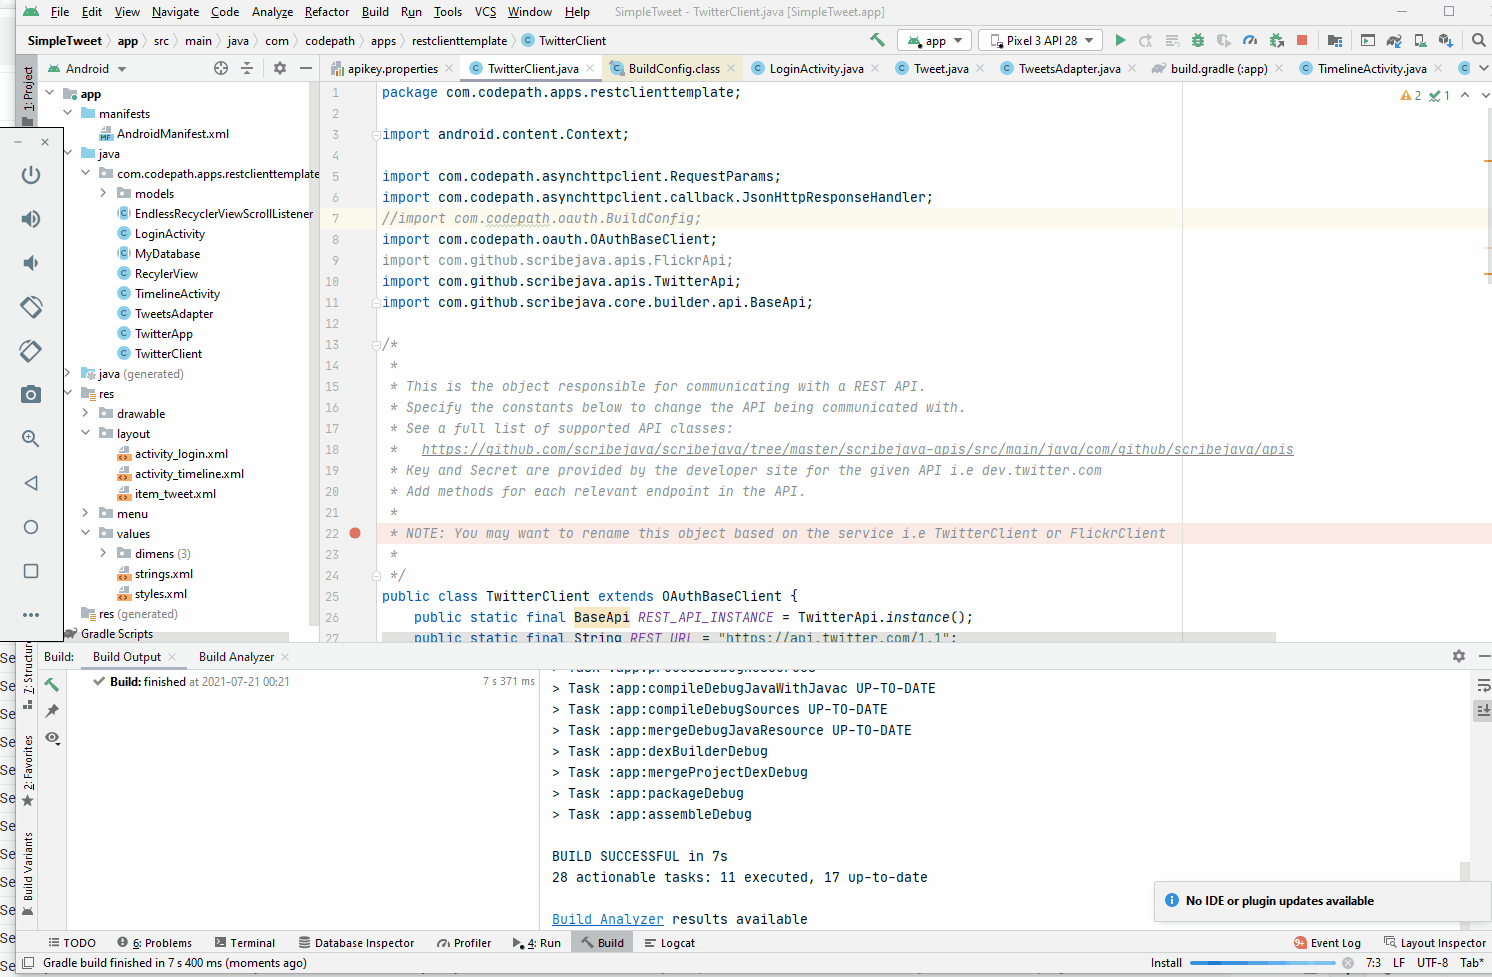 File Edit View Navigate Code Analyze Refactor Build Run Tools VCS Window Help SimpleTweet - TwitterClient.java [SimpleTweet.app]
SimpleTweet app src main java com codepath apps restclienttemplate TwitterClient app Pixel 3 API 28
1: Project Android apikey.properties TwitterClient.java BuildConfig.class LoginActivity.java Tweet.java TweetsAdapter.java build.gradle (:app) TimelineActivity.java
app
manifests
AndroidManifest.xml
java
com.codepath.apps.restclienttemplate
models
EndlessRecyclerViewScrollListener
LoginActivity
MyDatabase
RecylerView
TimelineActivity
TweetsAdapter
TwitterApp
TwitterClient
java (generated)
res
drawable
layout
activity_login.xml
activity_timeline.xml
item_tweet.xml
menu
values
dimens (3)
strings.xml
styles.xml
res (generated)
Gradle Scripts
2 1
1 package com.codepath.apps.restclienttemplate;
2
3 import android.content.Context;
4
5 import com.codepath.asynchttpclient.RequestParams;
6 import com.codepath.asynchttpclient.callback.JsonHttpResponseHandler;
7 //import com.codepath.oauth.BuildConfig;
8 import com.codepath.oauth.OAuthBaseClient;
9 import com.github.scribejava.apis.FlickrApi;
10 import com.github.scribejava.apis.TwitterApi;
11 import com.github.scribejava.core.builder.api.BaseApi;
12
13 /*
14 *
15 * This is the object responsible for communicating with a REST API.
16 * Specify the constants below to change the API being communicated with.
17 * See a full list of supported API classes:
18 * https://github.com/scribejava/scribejava/tree/master/scribejava-apis/src/main/java/com/github/scribejava/apis
19 * Key and Secret are provided by the developer site for the given API i.e dev.twitter.com
20 * Add methods for each relevant endpoint in the API.
21 *
22 * NOTE: You may want to rename this object based on the service i.e TwitterClient or FlickrClient
23 *
24 */
25 public class TwitterClient extends OAuthBaseClient {
26 public static final BaseApi REST_API_INSTANCE = TwitterApi.instance();
27 public static final String REST_URL = "https://api.twitter.com/1.1";
Build: Build Output Build Analyzer
Build: finished at 2021-07-21 00:21 7 s 371 ms
> Task :app:processDebugResources
> Task :app:compileDebugJavaWithJavac UP-TO-DATE
> Task :app:compileDebugSources UP-TO-DATE
> Task :app:mergeDebugJavaResource UP-TO-DATE
> Task :app:dexBuilderDebug
> Task :app:mergeProjectDexDebug
> Task :app:packageDebug
> Task :app:assembleDebug
BUILD SUCCESSFUL in 7s
28 actionable tasks: 11 executed, 17 up-to-date
Build Analyzer results available
7: Structure
2: Favorites
Build Variants
Se
Se
Se
Se
Se
Se
Se
Se
Se
Se
Se
Se
No IDE or plugin updates available
TODO 6: Problems Terminal Database Inspector Profiler 4: Run Build Logcat 9+ Event Log Layout Inspector
Gradle build finished in 7 s 400 ms (moments ago) Install 7:3 LF UTF-8 Tab*